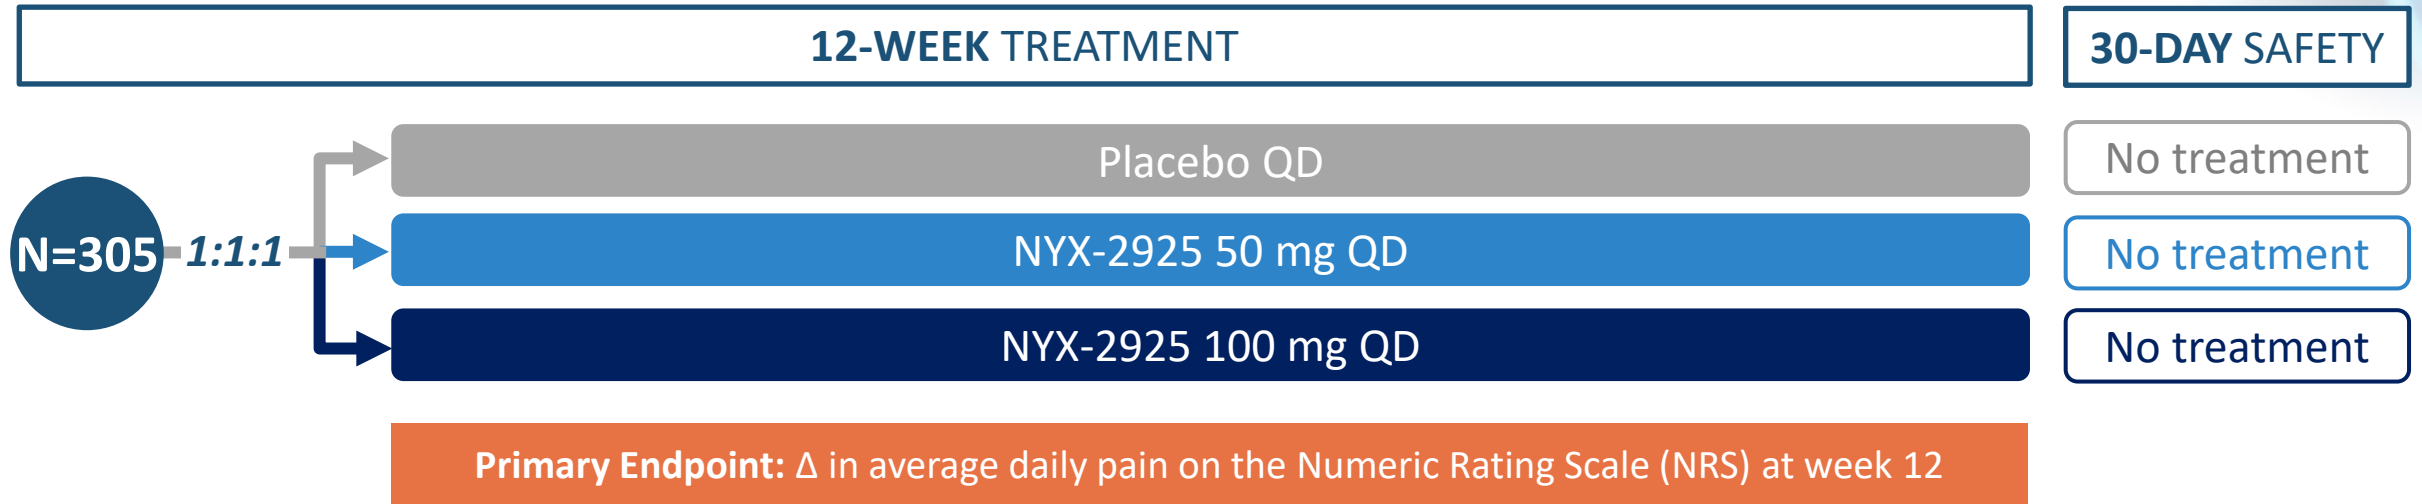 12-WEEK TREATMENT
30-DAY SAFETY
N=305
1:1:1
Placebo QD
No treatment
NYX-2925 50 mg QD
No treatment
NYX-2925 100 mg QD
No treatment
Primary Endpoint: Δ in average daily pain on the Numeric Rating Scale (NRS) at week 12